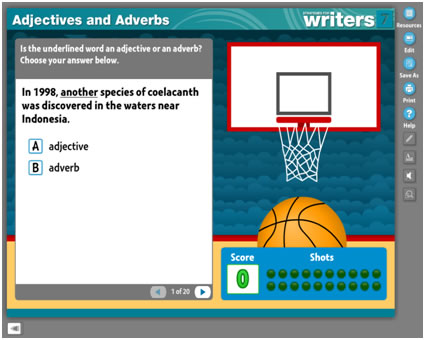 Adjectives and Adverbs
writers
Is the underlined word an adjective or an adverb?
Choose your answer below.
In 1998, another species of coelacanth
was discovered in the waters near
Indonesia.
A adjective
B adverb
1 of 20
Score
Shots
0
Resources
Edit
Save As
Print
Help